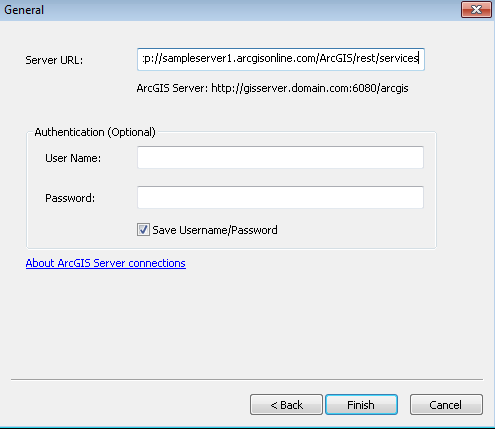 General
Server URL:
:p://sampleserver1.arcgisonline.com/ArcGIS/rest/services
ArcGIS Server: http://gisserver.domain.com:6080/arcgis
Authentication (Optional)
User Name:
Password:
Save Username/Password
About ArcGIS Server connections
< Back Finish Cancel